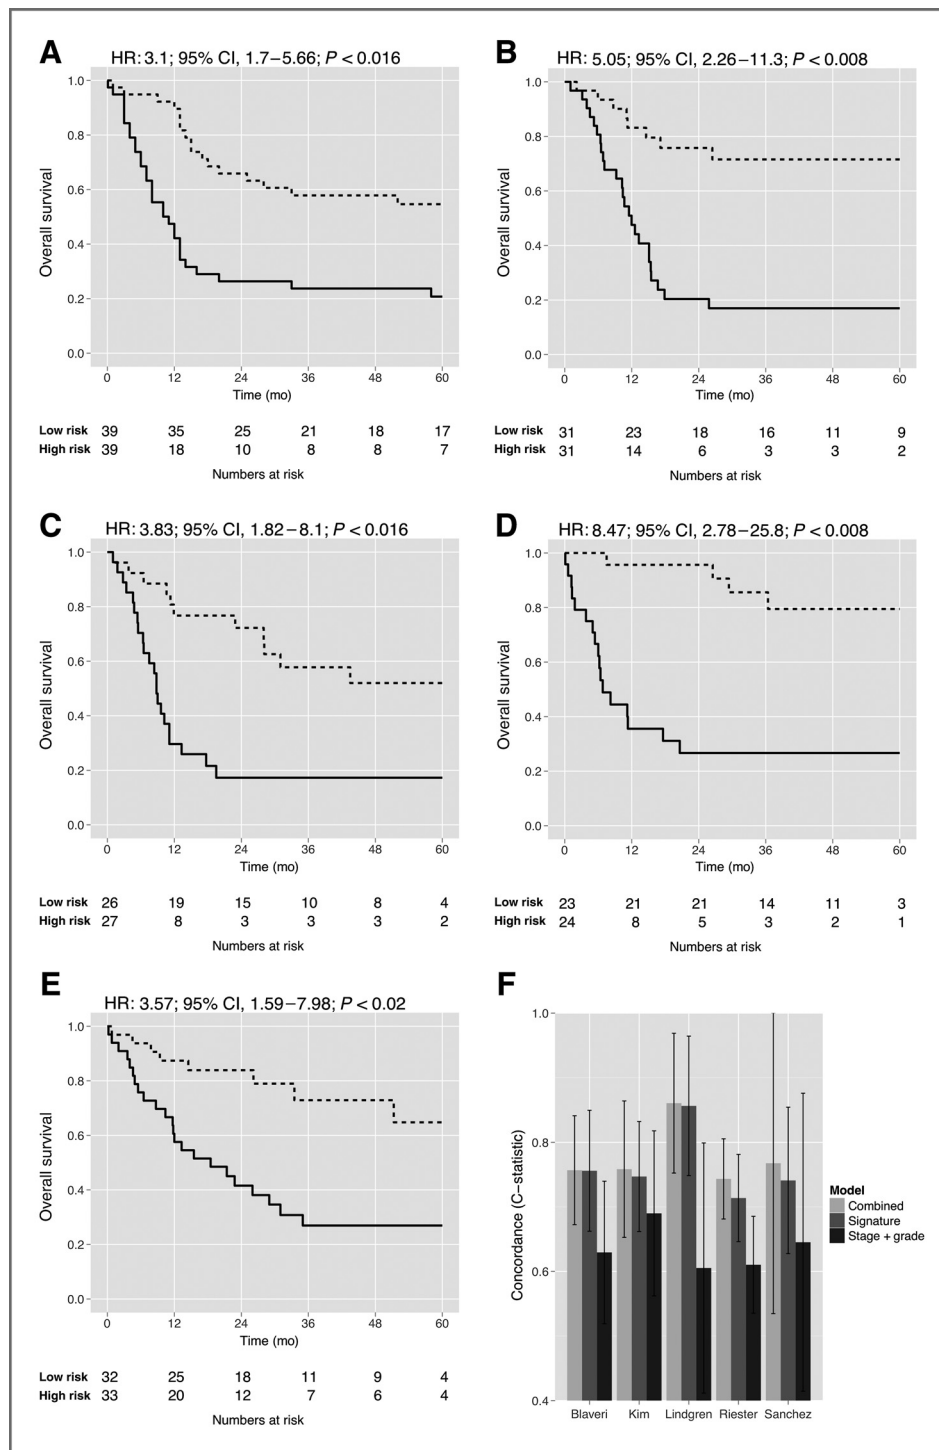 A
HR: 3.1; 95% CI, 1.7–5.66; P < 0.016
1.0
0.8
0.6
0.4
0.2
0.0
Overall survival
0 12 24 36 48 60
Time (mo)
Low risk 39 35 25 21 18 17
High risk 39 18 10 8 8 7
Numbers at risk
B
HR: 5.05; 95% CI, 2.26–11.3; P < 0.008
1.0
0.8
0.6
0.4
0.2
0.0
Overall survival
0 12 24 36 48 60
Time (mo)
Low risk 31 23 18 16 11 9
High risk 31 14 6 3 3 2
Numbers at risk
C
HR: 3.83; 95% CI, 1.82–8.1; P < 0.016
1.0
0.8
0.6
0.4
0.2
0.0
Overall survival
0 12 24 36 48 60
Time (mo)
Low risk 26 19 15 10 8 4
High risk 27 8 3 3 3 2
Numbers at risk
D
HR: 8.47; 95% CI, 2.78–25.8; P < 0.008
1.0
0.8
0.6
0.4
0.2
0.0
Overall survival
0 12 24 36 48 60
Time (mo)
Low risk 23 21 21 14 11 3
High risk 24 8 5 3 2 1
Numbers at risk
E
HR: 3.57; 95% CI, 1.59–7.98; P < 0.02
1.0
0.8
0.6
0.4
0.2
0.0
Overall survival
0 12 24 36 48 60
Time (mo)
Low risk 32 25 18 11 9 4
High risk 33 20 12 7 6 4
Numbers at risk
F
1.0
0.8
0.6
0.4
Concordance (C–statistic)
Blaveri Kim Lindgren Riester Sanchez
Model
Combined
Signature
Stage + grade